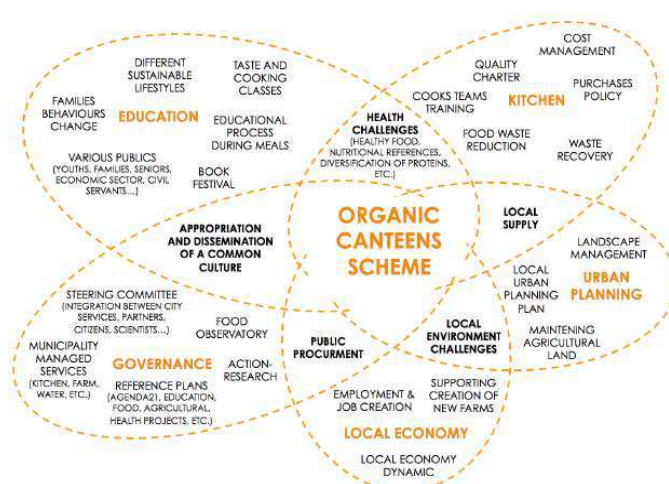 COST
MANAGEMENT
DIFFERENT
SUSTAINABLE
LIFESTYLES
TASTE AND
COOKING
CLASSES
QUALITY
CHARTER
PURCHASES
POLICY
FAMILIES
BEHAVIOURS
CHANGE
EDUCATION
COOKS TEAMS
TRAINING
KITCHEN
EDUCATIONAL
PROCESS
DURING MEALS
HEALTH
CHALLENGES
(HEALTHY FOOD,
NUTRITIONAL REFERENCES,
DIVERSIFICATION OF PROTEINS,
ETC.)
FOOD WASTE
REDUCTION
WASTE
RECOVERY
VARIOUS PUBLICS
(YOUTHS, FAMILIES, SENIORS,
ECONOMIC SECTOR, CIVIL
SERVANTS...)
BOOK
FESTIVAL
APPROPRIATION
AND DISSEMINATION
OF A COMMON
CULTURE
ORGANIC
CANTEENS
SCHEME
LOCAL
SUPPLY
LANDSCAPE
MANAGEMENT
LOCAL
URBAN
PLANNING
PLAN
URBAN
PLANNING
STEERING COMMITTEE
(INTEGRATION BETWEEN CITY
SERVICES, PARTNERS,
CITIZENS, SCIENTISTS...)
FOOD
OBSERVATORY
PUBLIC
PROCUREMENT
LOCAL
ENVIRONMENT
CHALLENGES
MAINTENING
AGRICULTURAL
LAND
MUNICIPALITY
MANAGED
SERVICES
(KITCHEN, FARM,
WATER, ETC.)
GOVERNANCE
ACTION-
RESEARCH
REFERENCE PLANS
(AGENDA21, EDUCATION,
FOOD, AGRICULTURAL,
HEALTH PROJECTS, ETC.)
EMPLOYMENT &
JOB CREATION
SUPPORTING
CREATION OF
NEW FARMS
LOCAL ECONOMY
LOCAL ECONOMY
DYNAMIC